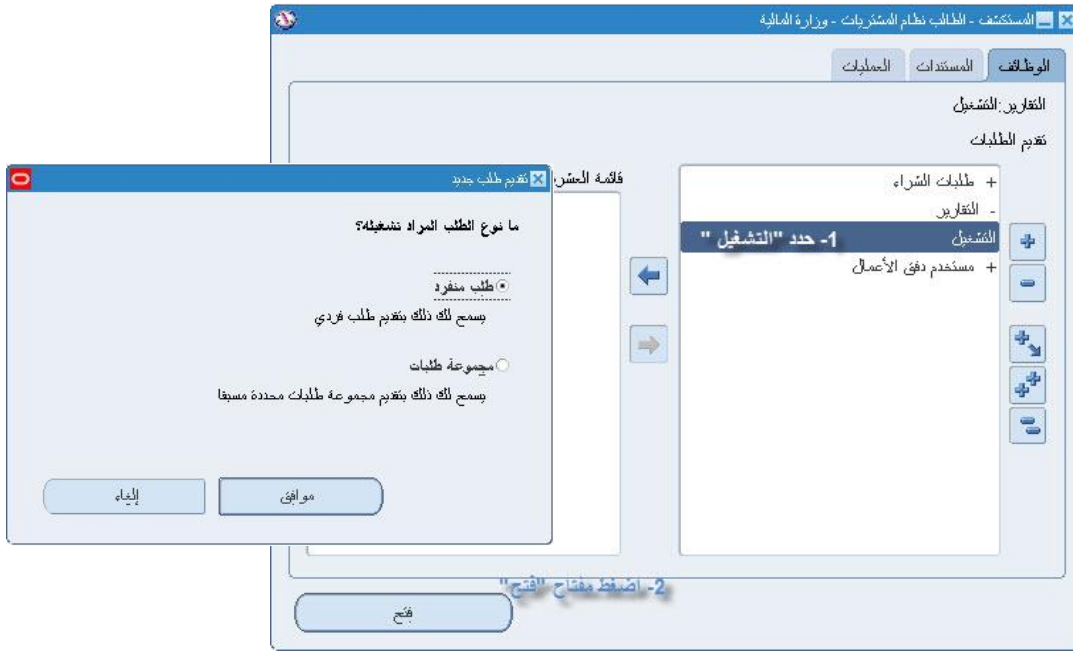 المستكشف - الطالب نظام المشتريات - وزارة المالية
الوظائف
المستندات
العمليات
التقارير:التشغيل
تقديم الطلبات
+ طلبات الشراء
- التقارير
التشغيل
1- حدد "التشغيل "
+ مستخدم دفق الأعمال
قائمة العشر
تقديم طلب جديد
ما نوع الطلب المراد تشغيله؟
طلب منفرد
يسمح لك ذلك بتقديم طلب فردي
مجموعة طلبات
يسمح لك ذلك بتقديم مجموعة طلبات محددة مسبقا
موافق
إلغاء
2- اضغط مفتاح "فتح"
فتح